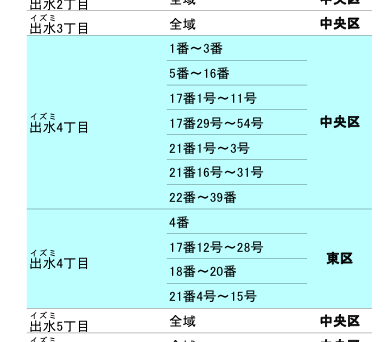 出水2丁目 全域 中央区
イズミ
出水3丁目 全域 中央区
1番～3番
5番～16番
17番1号～11号
イズミ
出水4丁目 17番29号～54号 中央区
21番1号～3号
21番16号～31号
22番～39番
4番
17番12号～28号
イズミ
出水4丁目 東区
18番～20番
21番4号～15号
イズミ
出水5丁目 全域 中央区
イズミ